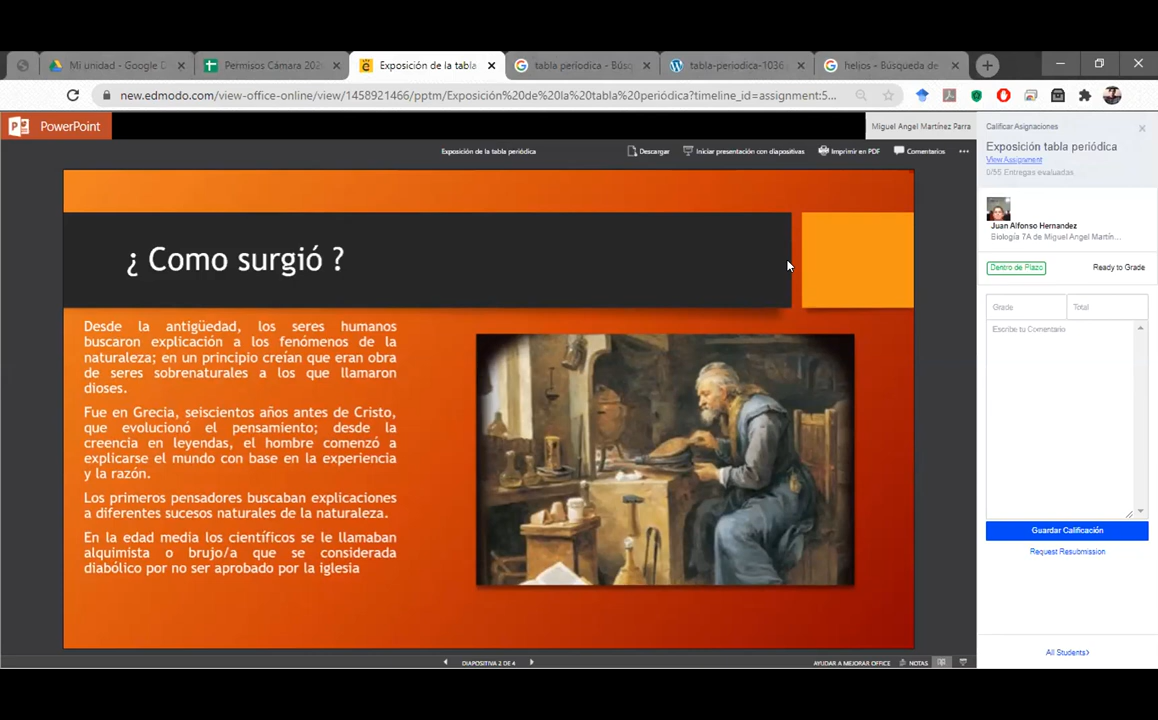 Mi unidad - Google D
Permisos Cámara 202
Exposición de la tabla
tabla períodica - Búsq
tabla-periodica-1036
helios - Búsqueda de
new.edmodo.com/view-office-online/view/1458921466/pptm/Exposición%20de%20la%20tabla%20periódica?timeline_id=assignment:5...
PowerPoint
Miguel Angel Martínez Parra
Exposición de la tabla periódica
Descargar
Iniciar presentación con diapositivas
Imprimir en PDF
Comentarios
¿ Como surgió ?
Desde la antigüedad, los seres humanos
buscaron explicación a los fenómenos de la
naturaleza; en un principio creían que eran obra
de seres sobrenaturales a los que llamaron
dioses.
Fue en Grecia, seiscientos años antes de Cristo,
que evolucionó el pensamiento; desde la
creencia en leyendas, el hombre comenzó a
explicarse el mundo con base en la experiencia
y la razón.
Los primeros pensadores buscaban explicaciones
a diferentes sucesos naturales de la naturaleza.
En la edad media los científicos se le llamaban
alquimista o brujo/a que se considerada
diabólico por no ser aprobado por la iglesia
DIAPOSITIVA 2 DE 4
AYUDAR A MEJORAR OFFICE
NOTAS
Calificar Asignaciones
Exposición tabla periódica
View Assignment
0/55 Entregas evaluadas
Juan Alfonso Hernandez
Biología 7A de Miguel Angel Martín...
Dentro de Plazo
Ready to Grade
Grade
Total
Escribe tu Comentario
Guardar Calificación
Request Resubmission
All Students›